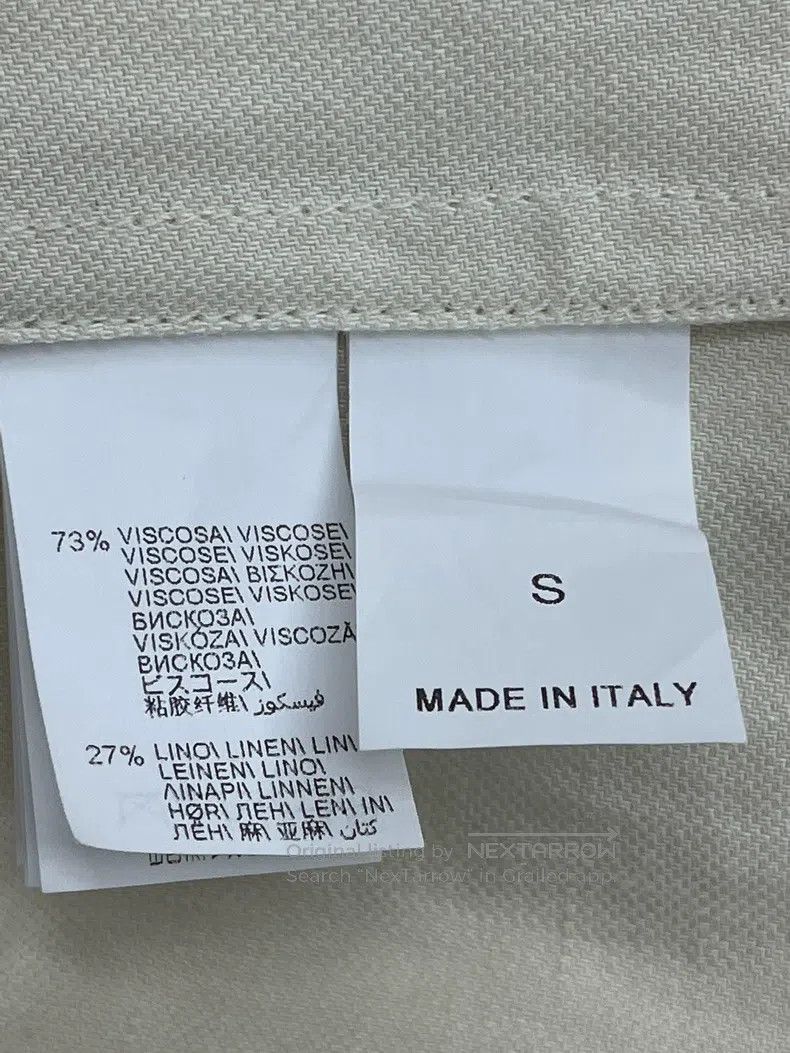 73% VISCOSA\ VISCOSE\
VISCOSE\ VISKOSE\
VISCOSA\ ΒΙΣΚΟΖΗ\
VISCOSE\ VISKOSE\
БИСКОЗА\
VISKÓZA\ VISCOZĂ
ВИСКОЗА\
ビスコース\
粘胶纤维\ فيسكوز
27% LINO\ LINEN\ LIN\
LEINEN\ LINO\
ΛΙΝΑΡΙ\ LINNEN\
HØR\ ЛЕН\ LEN\ IN\
ЛЁН\ 麻\ 亚麻\ كتان
S
MADE IN ITALY
Original listing by NEXTARROW
Search "NexTarrow" in Grailed app.